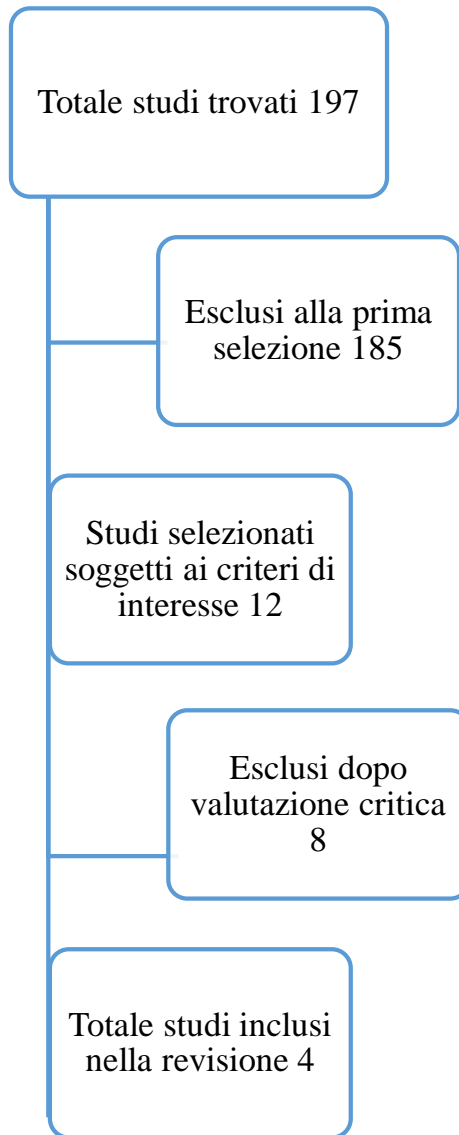 Totale studi trovati 197
Esclusi alla prima
selezione 185
Studi selezionati
soggetti ai criteri di
interesse 12
Esclusi dopo
valutazione critica
8
Totale studi inclusi
nella revisione 4